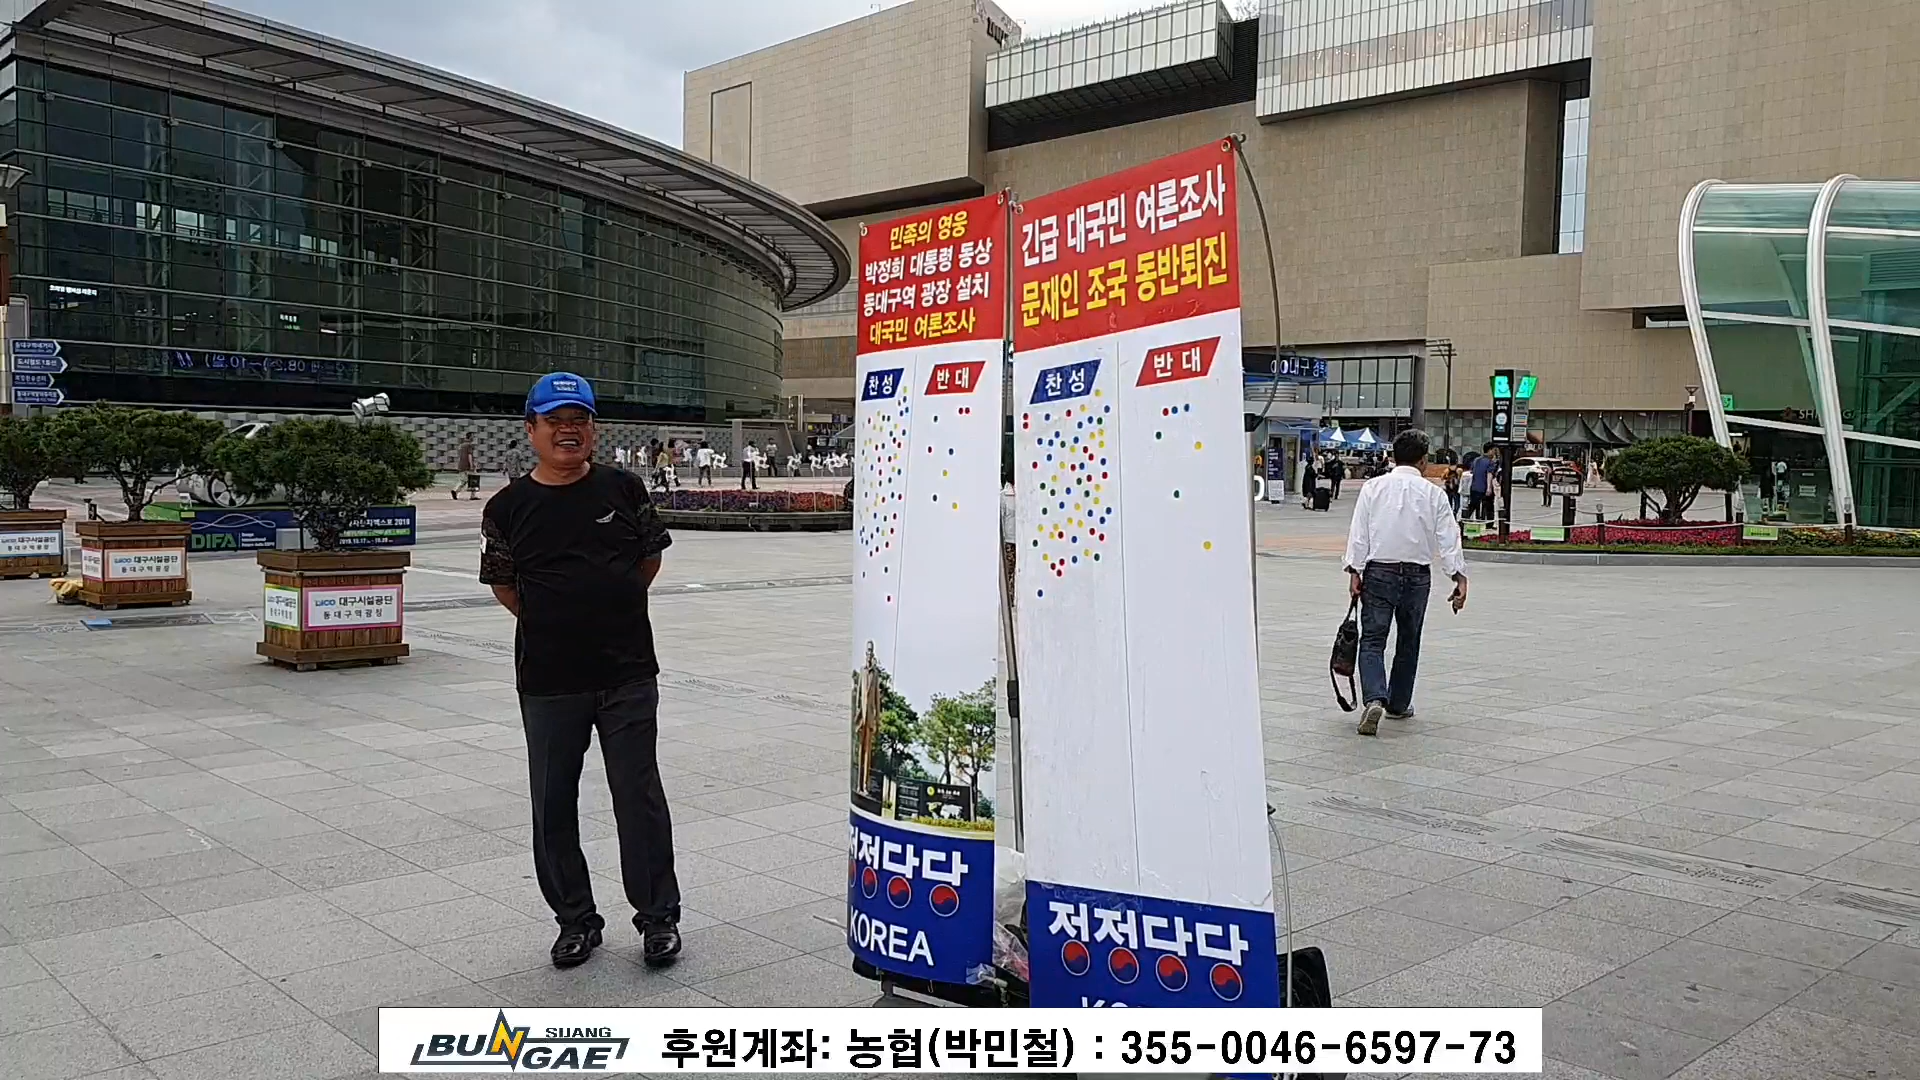 민족의 영웅
박정희 대통령 동상
동대구역 광장 설치
대국민 여론조사
찬성
반대
저저당당
KOREA
긴급 대국민 여론조사
문재인 조국 동반퇴진
찬성
반대
저저당당
DIFA
대구시설공단
동대구역광장
대구시설공단
동대구역광장
BUNGAE
SIJANG
후원계좌: 농협(박민철) : 355-0046-6597-73